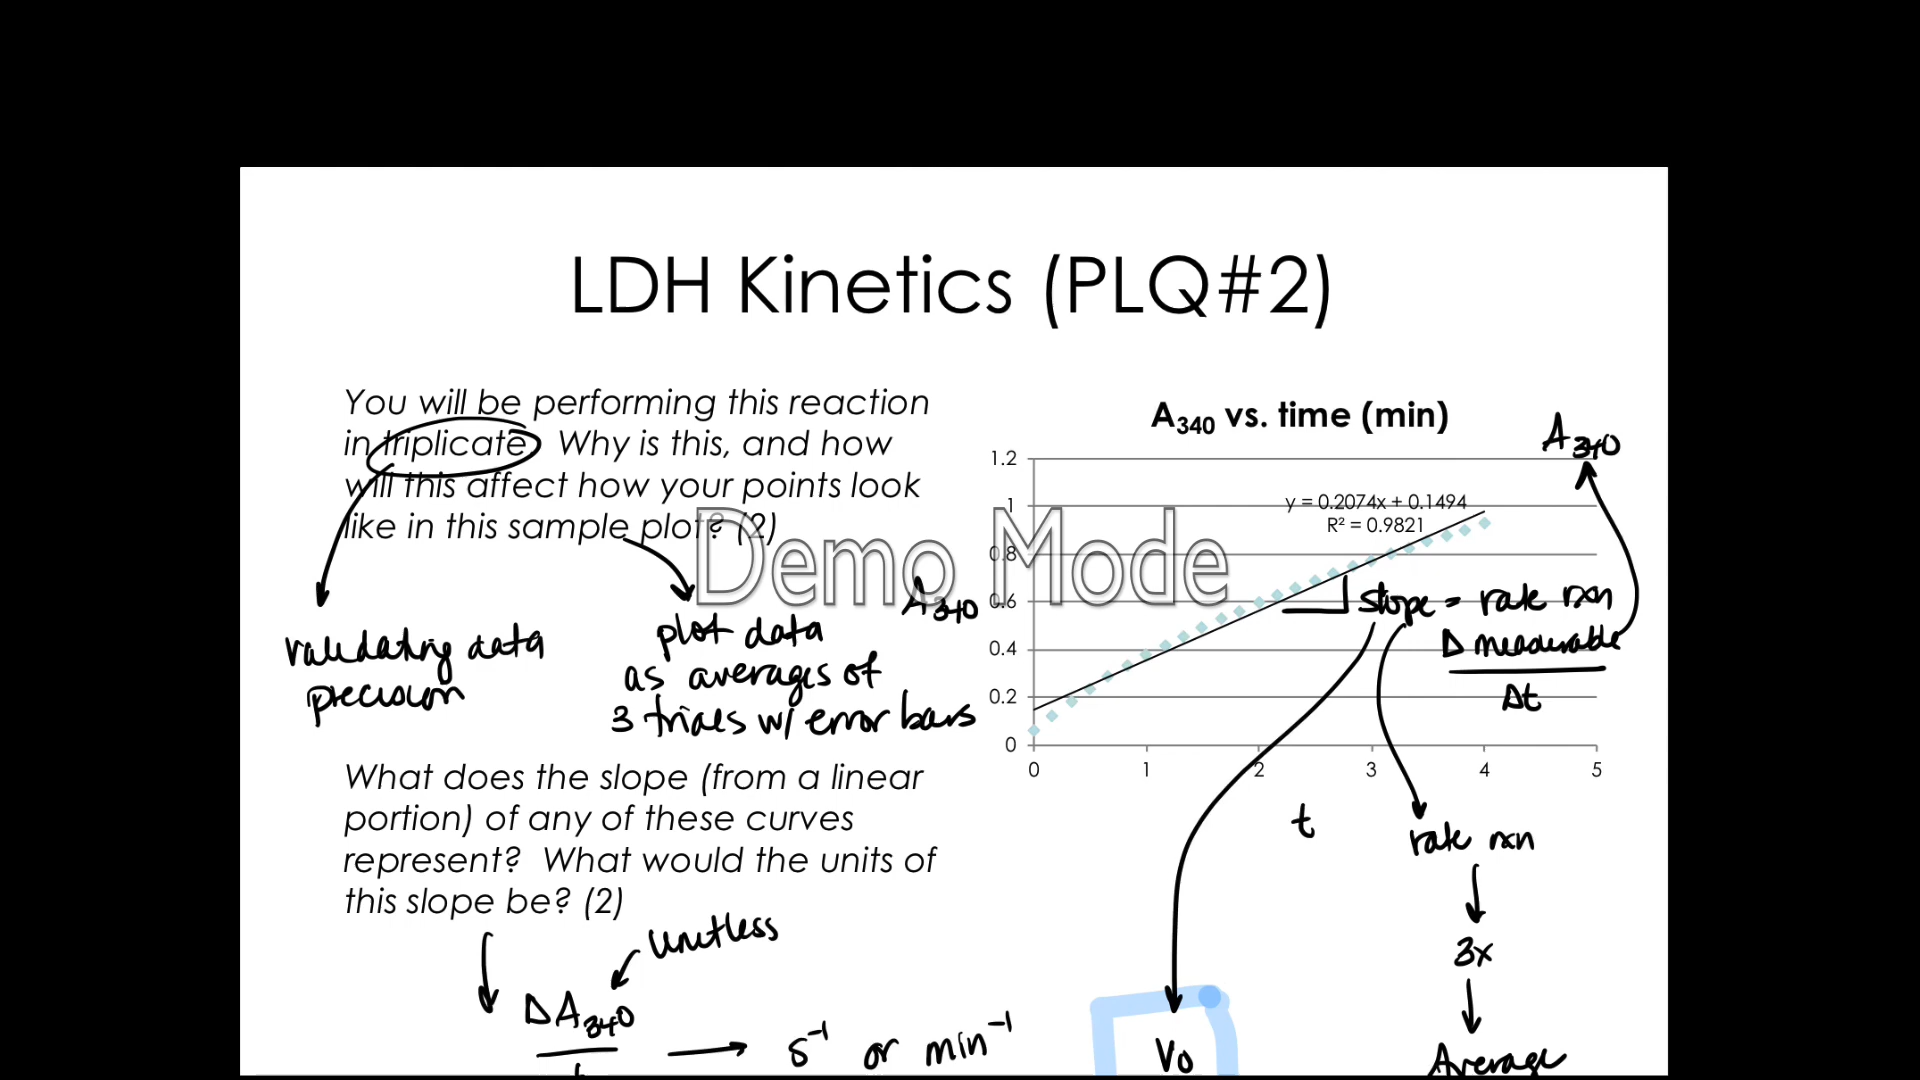 LDH Kinetics (PLQ#2)
You will be performing this reaction
in triplicate. Why is this, and how
will this affect how your points look
like in this sample plot? (2)
validating data
precision
plot data
as averages of
3 trials w/ error bars
What does the slope (from a linear
portion) of any of these curves
represent? What would the units of
this slope be? (2)
unitless
ΔA340
s⁻¹ or min⁻¹
A₃₄₀ vs. time (min)
A340
1.2
1
0.8
0.6
0.4
0.2
0
0 1 2 3 4 5
y = 0.2074x + 0.1494
R² = 0.9821
A340
slope = rate rxn
Δ measurable
Δt
t
rate rxn
3x
Average
Vo
Demo Mode